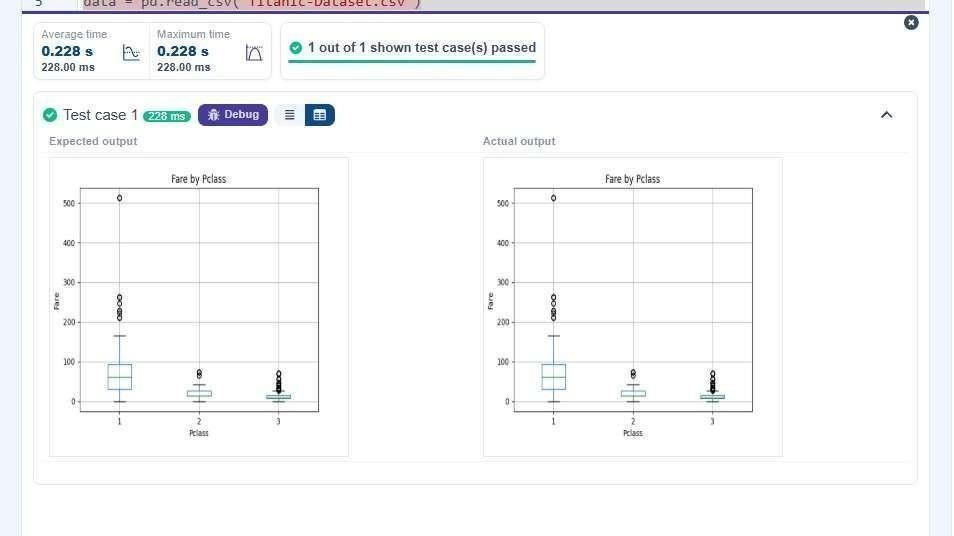 5 data = pd.read_csv('Titanic-Dataset.csv')
Average time
0.228 s
228.00 ms
Maximum time
0.228 s
228.00 ms
1 out of 1 shown test case(s) passed
Test case 1 228 ms Debug
Expected output
Actual output
Fare by Pclass
500
400
300
200
100
0
Fare
1 2 3
Pclass
Fare by Pclass
500
400
300
200
100
0
Fare
1 2 3
Pclass